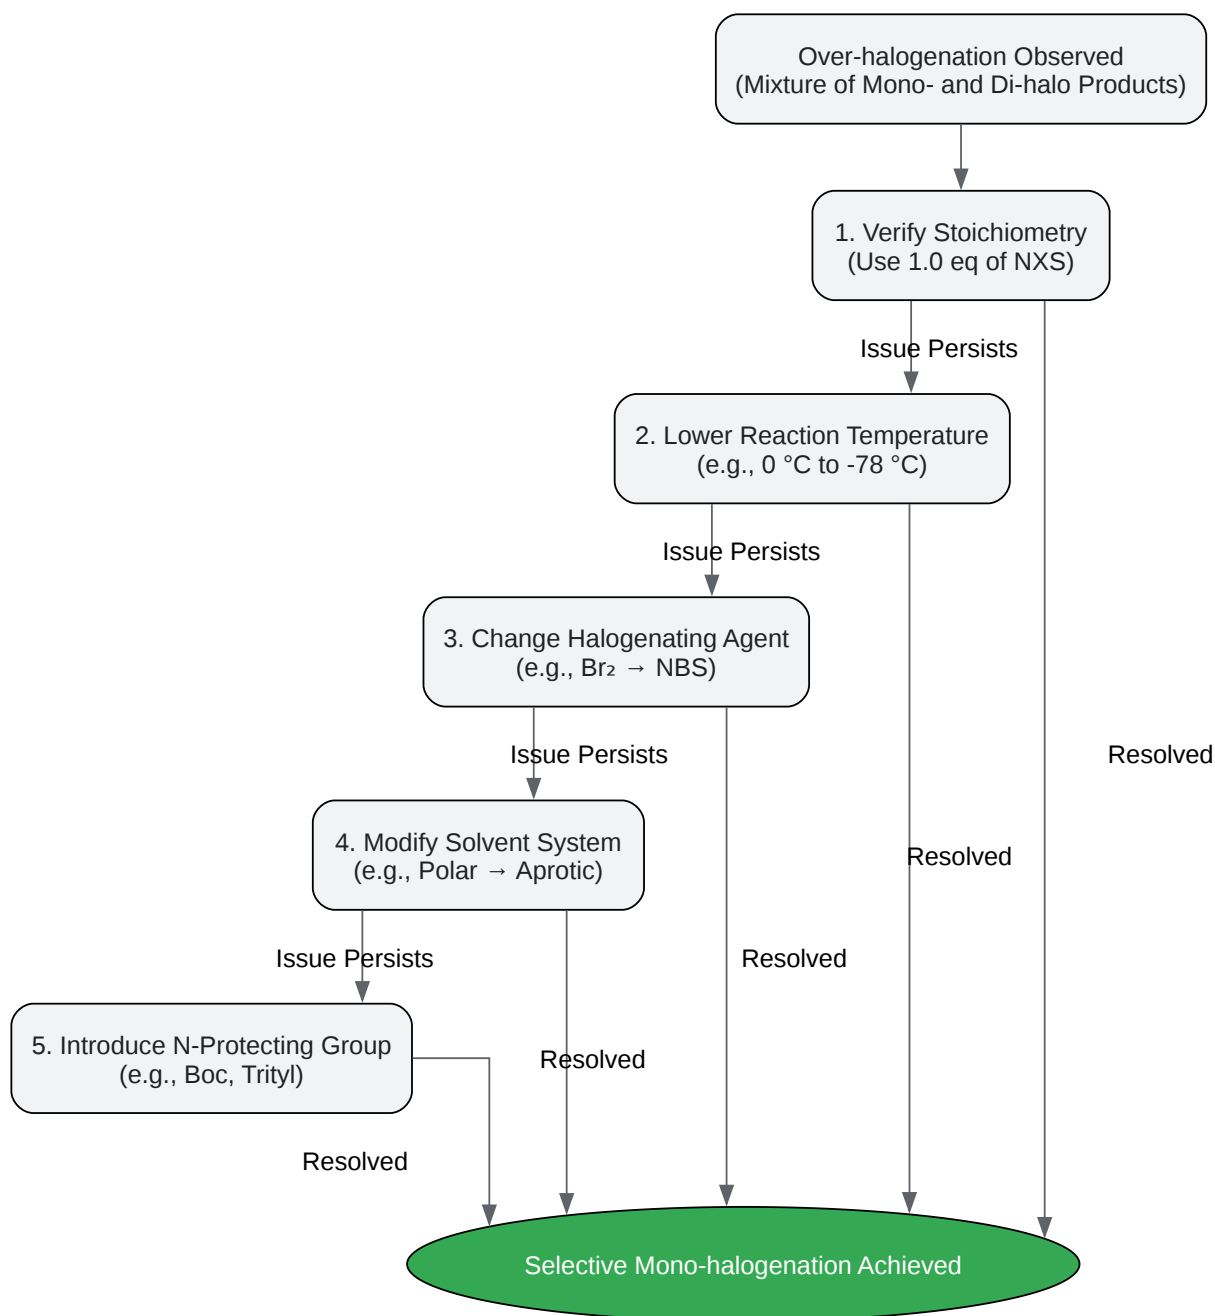 Over-halogenation Observed
(Mixture of Mono- and Di-halo Products)
1. Verify Stoichiometry
(Use 1.0 eq of NXS)
Issue Persists
2. Lower Reaction Temperature
(e.g., 0 °C to -78 °C)
Issue Persists
3. Change Halogenating Agent
(e.g., Br₂ → NBS)
Issue Persists
Resolved
4. Modify Solvent System
(e.g., Polar → Aprotic)
Resolved
Issue Persists
Resolved
5. Introduce N-Protecting Group
(e.g., Boc, Trityl)
Resolved
Resolved
Selective Mono-halogenation Achieved